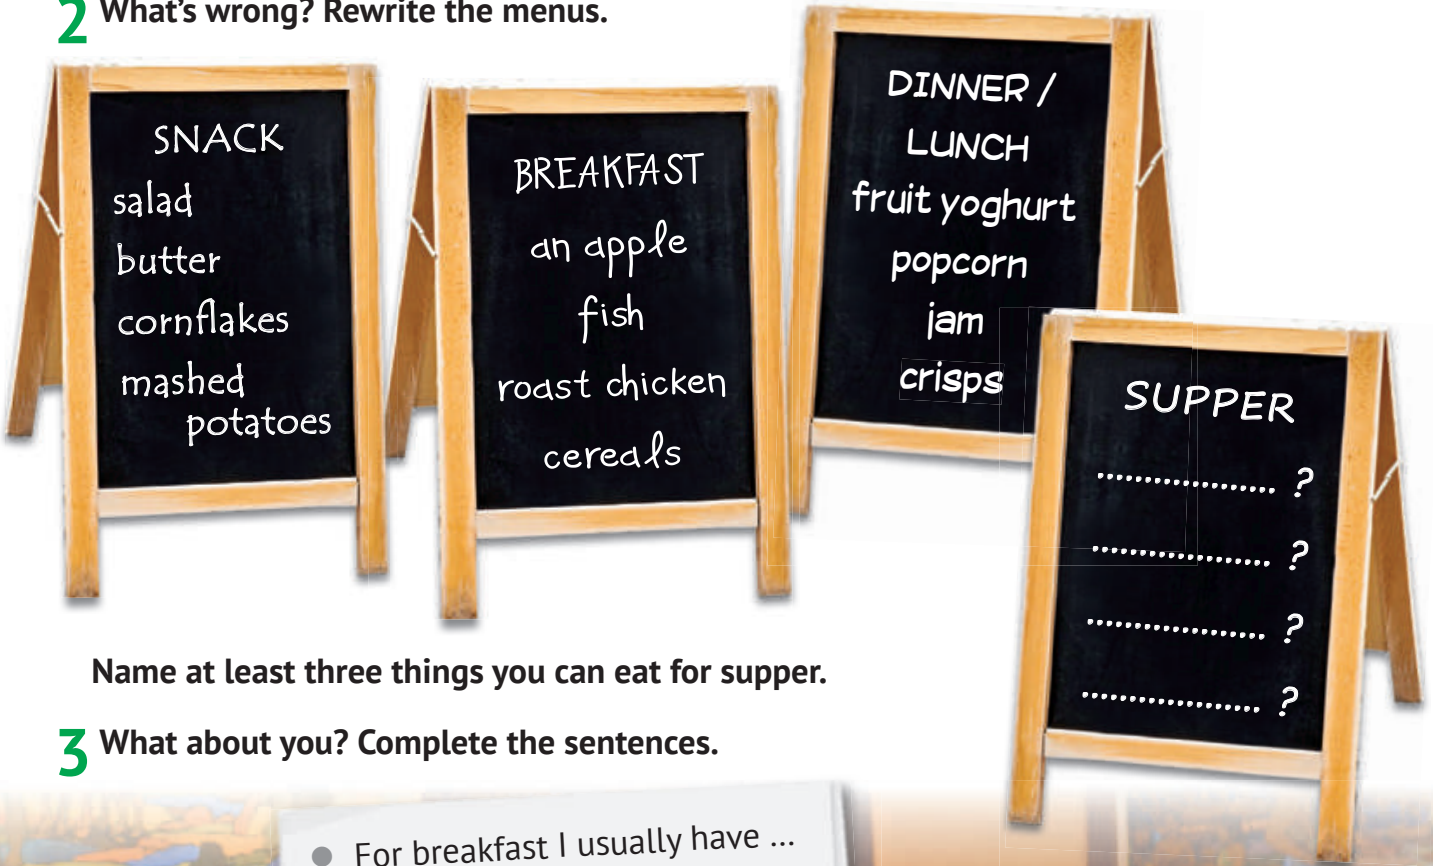 2 What's wrong? Rewrite the menus.
SNACK
salad
butter
cornflakes
mashed
potatoes
BREAKFAST
an apple
fish
roast chicken
cereals
DINNER /
LUNCH
fruit yoghurt
popcorn
jam
crisps
SUPPER
.................... ?
.................... ?
.................... ?
.................... ?
Name at least three things you can eat for supper.
3 What about you? Complete the sentences.
● For breakfast I usually have ...